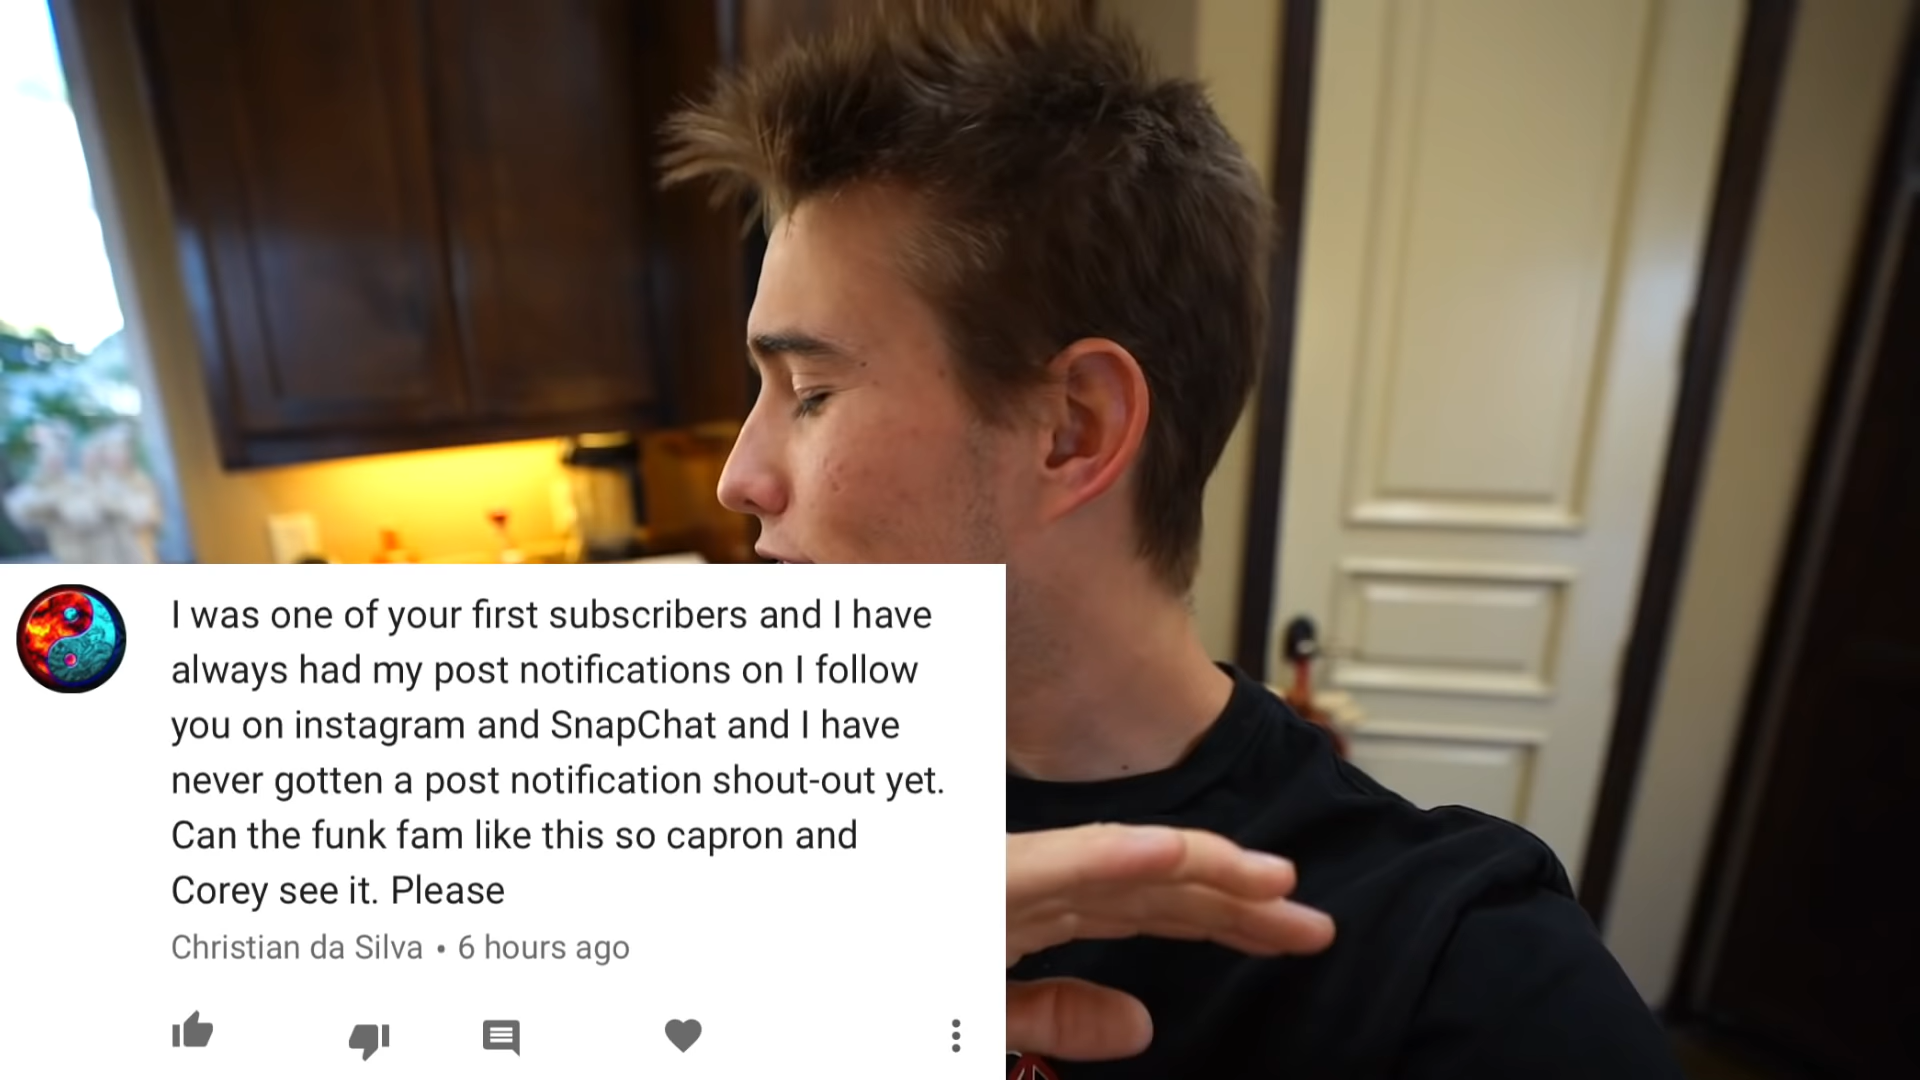 I was one of your first subscribers and I have
always had my post notifications on I follow
you on instagram and SnapChat and I have
never gotten a post notification shout-out yet.
Can the funk fam like this so capron and
Corey see it. Please
Christian da Silva • 6 hours ago